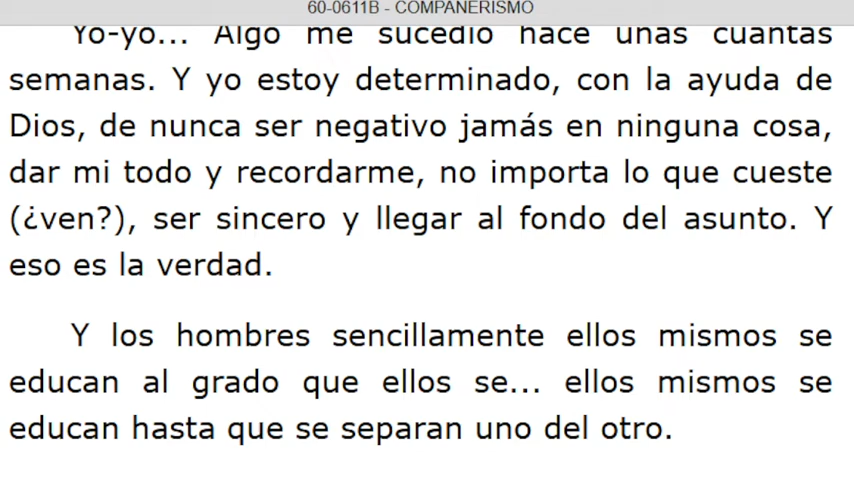 60-0611B - COMPAÑERISMO
Yo-yo... Algo me sucedió hace unas cuantas
semanas. Y yo estoy determinado, con la ayuda de
Dios, de nunca ser negativo jamás en ninguna cosa,
dar mi todo y recordarme, no importa lo que cueste
(¿ven?), ser sincero y llegar al fondo del asunto. Y
eso es la verdad.
Y los hombres sencillamente ellos mismos se
educan al grado que ellos se... ellos mismos se
educan hasta que se separan uno del otro.